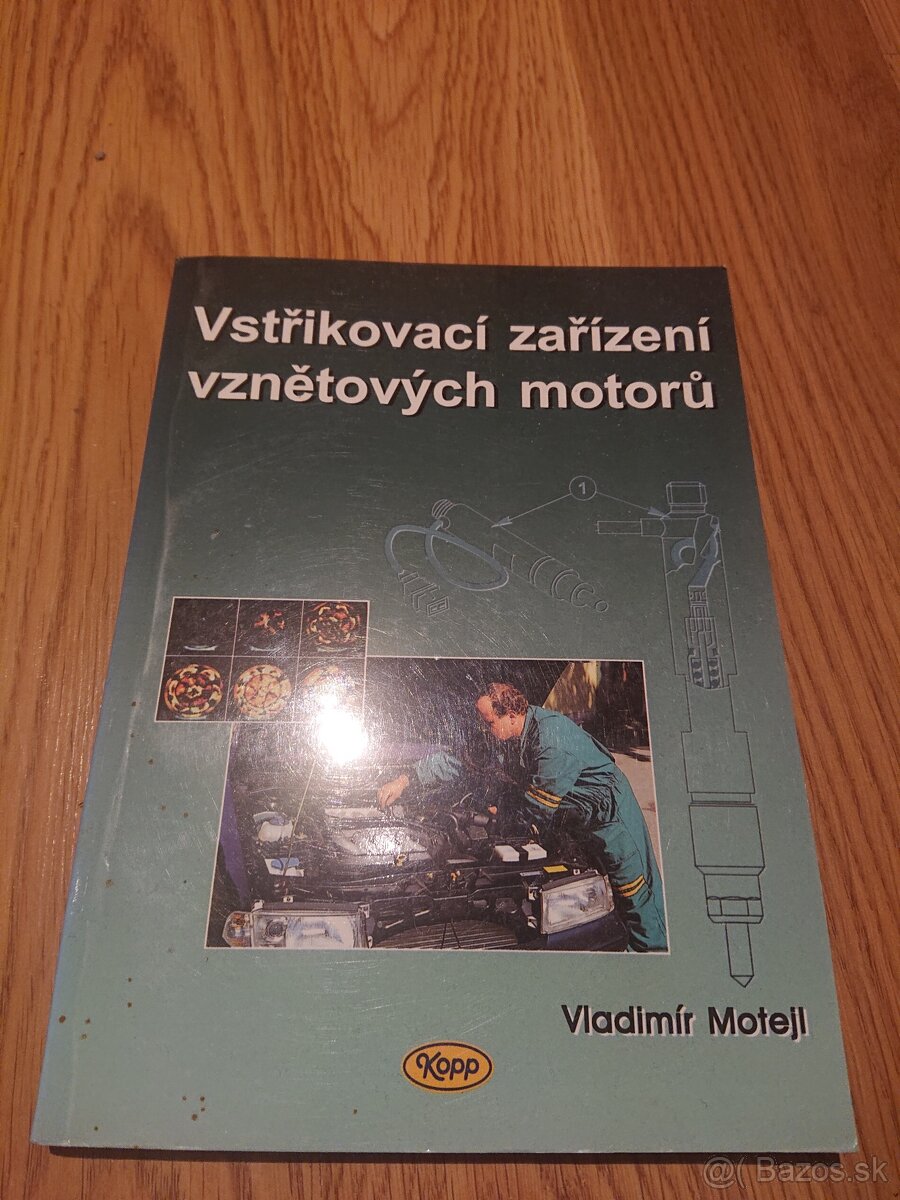 Vstřikovací zařízení
vznětových motorů
1
Vladimír Motejl
Kopp
@( Bazos.sk